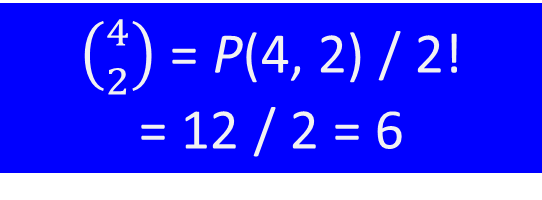 (4 2) = P(4, 2) / 2!
= 12 / 2 = 6